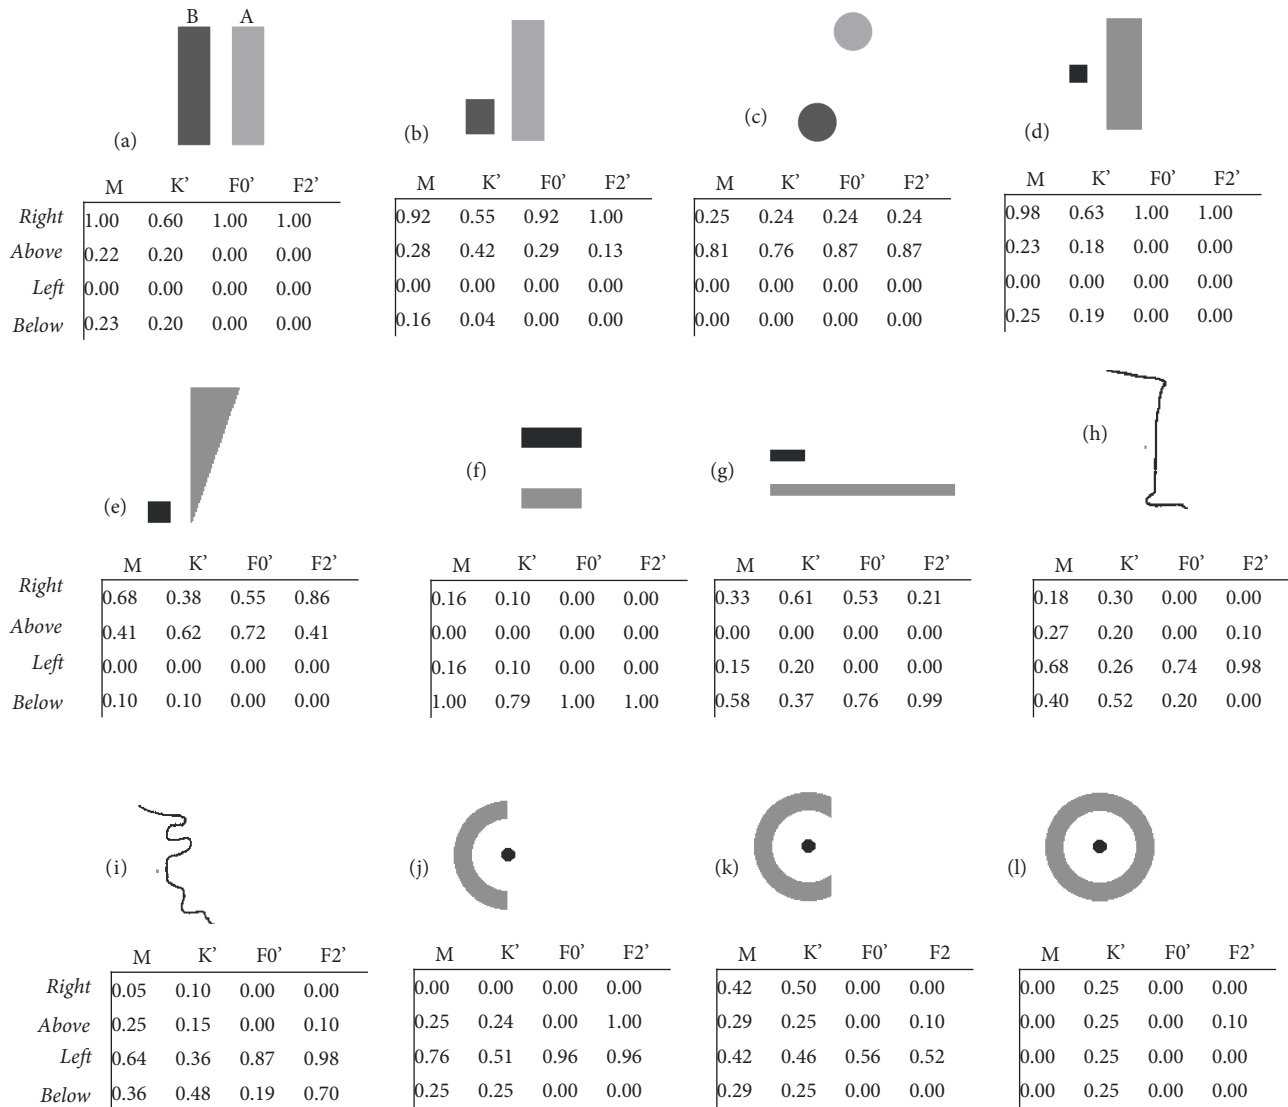 B A
(a)
M K’ F0’ F2’
Right 1.00 0.60 1.00 1.00
Above 0.22 0.20 0.00 0.00
Left 0.00 0.00 0.00 0.00
Below 0.23 0.20 0.00 0.00
(b)
M K’ F0’ F2’
0.92 0.55 0.92 1.00
0.28 0.42 0.29 0.13
0.00 0.00 0.00 0.00
0.16 0.04 0.00 0.00
(c)
M K’ F0’ F2’
0.25 0.24 0.24 0.24
0.81 0.76 0.87 0.87
0.00 0.00 0.00 0.00
0.00 0.00 0.00 0.00
(d)
M K’ F0’ F2’
0.98 0.63 1.00 1.00
0.23 0.18 0.00 0.00
0.00 0.00 0.00 0.00
0.25 0.19 0.00 0.00
(e)
M K’ F0’ F2’
Right 0.68 0.38 0.55 0.86
Above 0.41 0.62 0.72 0.41
Left 0.00 0.00 0.00 0.00
Below 0.10 0.10 0.00 0.00
(f)
M K’ F0’ F2’
0.16 0.10 0.00 0.00
0.00 0.00 0.00 0.00
0.16 0.10 0.00 0.00
1.00 0.79 1.00 1.00
(g)
M K’ F0’ F2’
0.33 0.61 0.53 0.21
0.00 0.00 0.00 0.00
0.15 0.20 0.00 0.00
0.58 0.37 0.76 0.99
(h)
M K’ F0’ F2’
0.18 0.30 0.00 0.00
0.27 0.20 0.00 0.10
0.68 0.26 0.74 0.98
0.40 0.52 0.20 0.00
(i)
M K’ F0’ F2’
Right 0.05 0.10 0.00 0.00
Above 0.25 0.15 0.00 0.10
Left 0.64 0.36 0.87 0.98
Below 0.36 0.48 0.19 0.70
(j)
M K’ F0’ F2’
0.00 0.00 0.00 0.00
0.25 0.24 0.00 1.00
0.76 0.51 0.96 0.96
0.25 0.25 0.00 0.00
(k)
M K’ F0’ F2
0.42 0.50 0.00 0.00
0.29 0.25 0.00 0.10
0.42 0.46 0.56 0.52
0.29 0.25 0.00 0.00
(l)
M K’ F0’ F2’
0.00 0.25 0.00 0.00
0.00 0.25 0.00 0.10
0.00 0.25 0.00 0.00
0.00 0.25 0.00 0.00